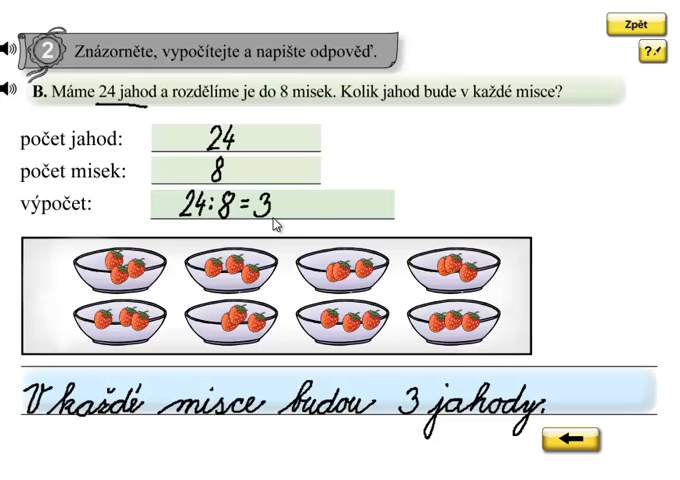 Zpět
2 Znázorněte, vypočítejte a napište odpověď.
?
B. Máme 24 jahod a rozdělíme je do 8 misek. Kolik jahod bude v každé misce?
počet jahod: 24
počet misek: 8
výpočet: 24:8=3
V každé misce budou 3 jahody.